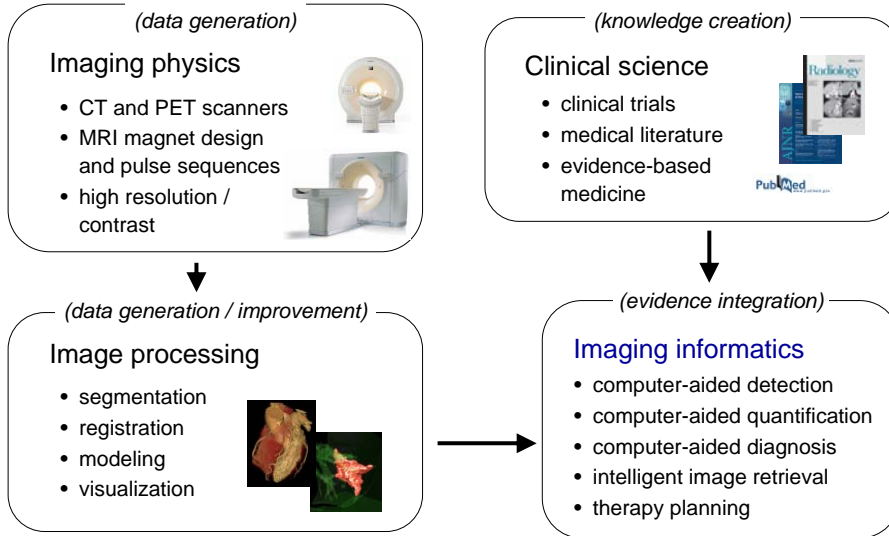 (data generation)
Imaging physics
• CT and PET scanners
• MRI magnet design
and pulse sequences
• high resolution /
contrast
(knowledge creation)
Clinical science
• clinical trials
• medical literature
• evidence-based
medicine
Radiology
AJNR
PubMed
www.pubmed.gov
(data generation / improvement)
Image processing
• segmentation
• registration
• modeling
• visualization
(evidence integration)
Imaging informatics
• computer-aided detection
• computer-aided quantification
• computer-aided diagnosis
• intelligent image retrieval
• therapy planning